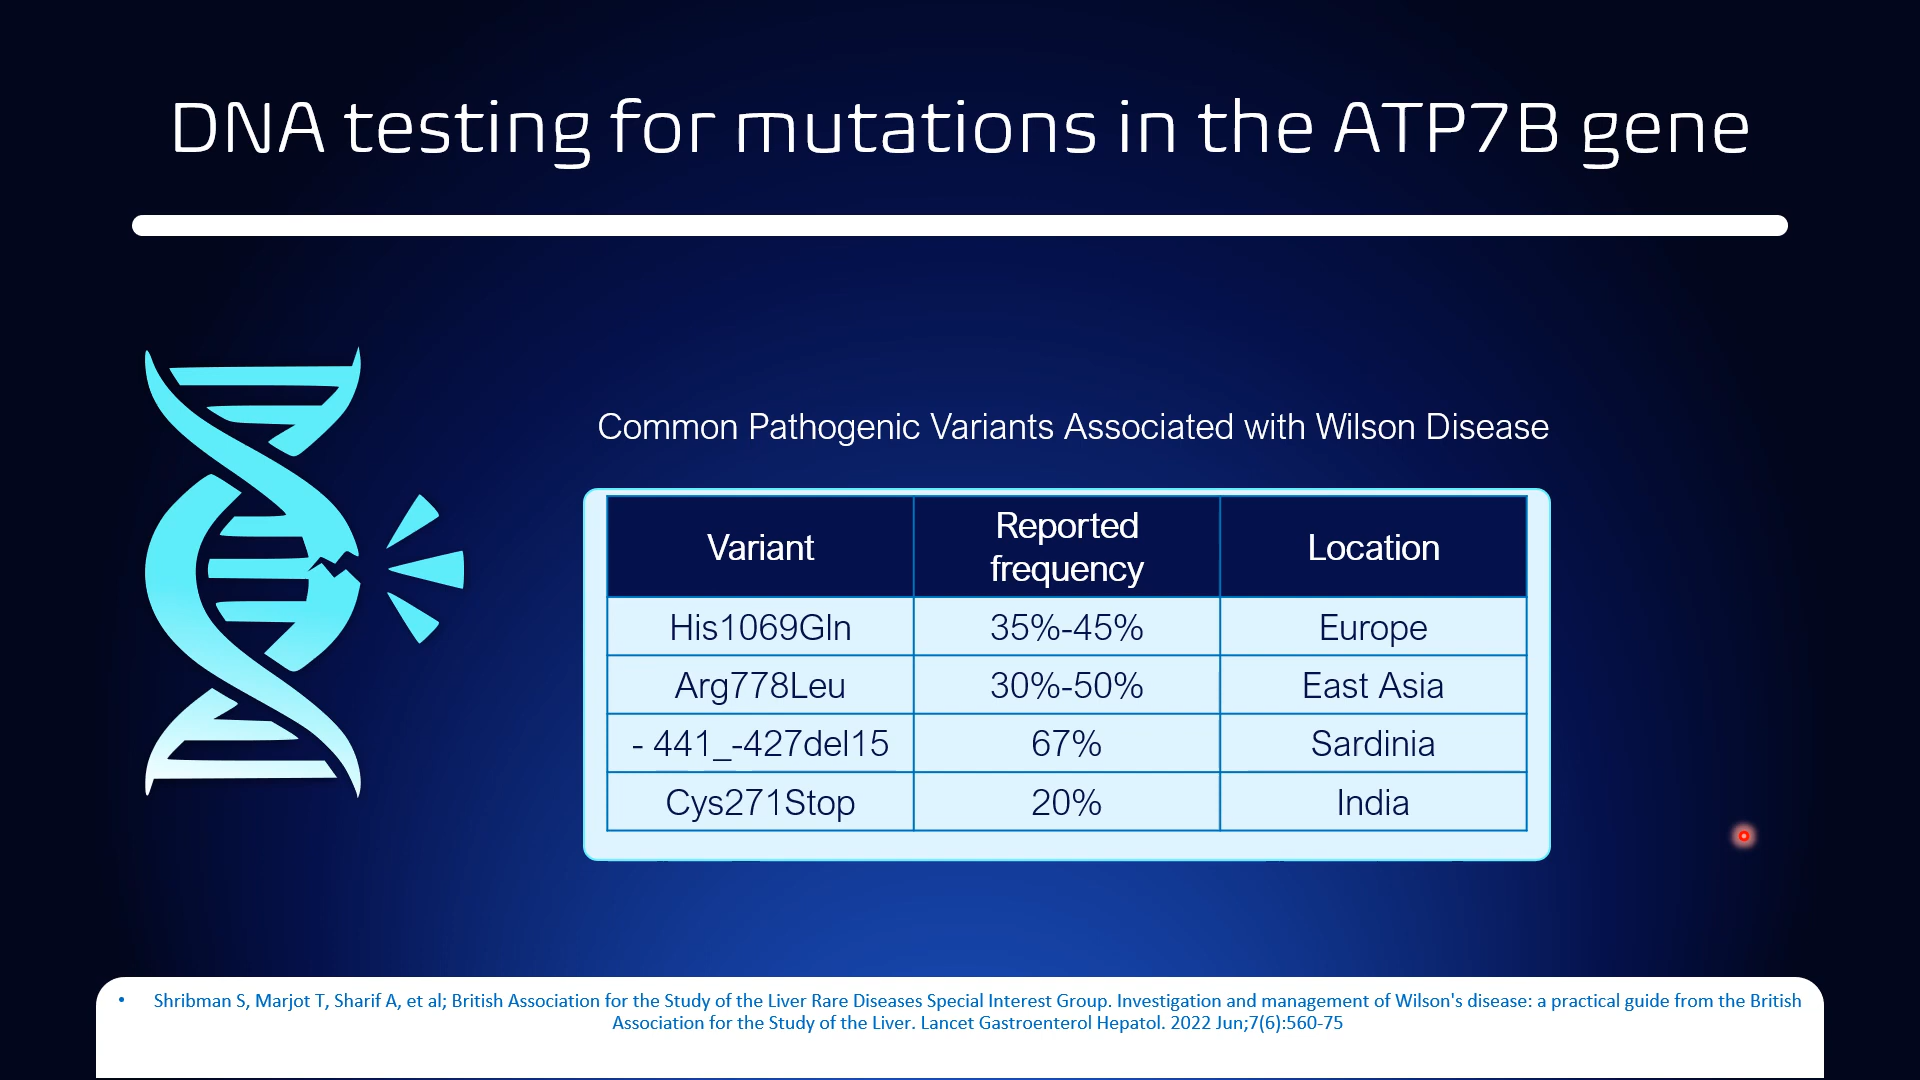 DNA testing for mutations in the ATP7B gene
Common Pathogenic Variants Associated with Wilson Disease
Variant
Reported
frequency
Location
His1069Gln 35%-45% Europe
Arg778Leu 30%-50% East Asia
- 441_-427del15 67% Sardinia
Cys271Stop 20% India
• Shribman S, Marjot T, Sharif A, et al; British Association for the Study of the Liver Rare Diseases Special Interest Group. Investigation and management of Wilson's disease: a practical guide from the British
Association for the Study of the Liver. Lancet Gastroenterol Hepatol. 2022 Jun;7(6):560-75